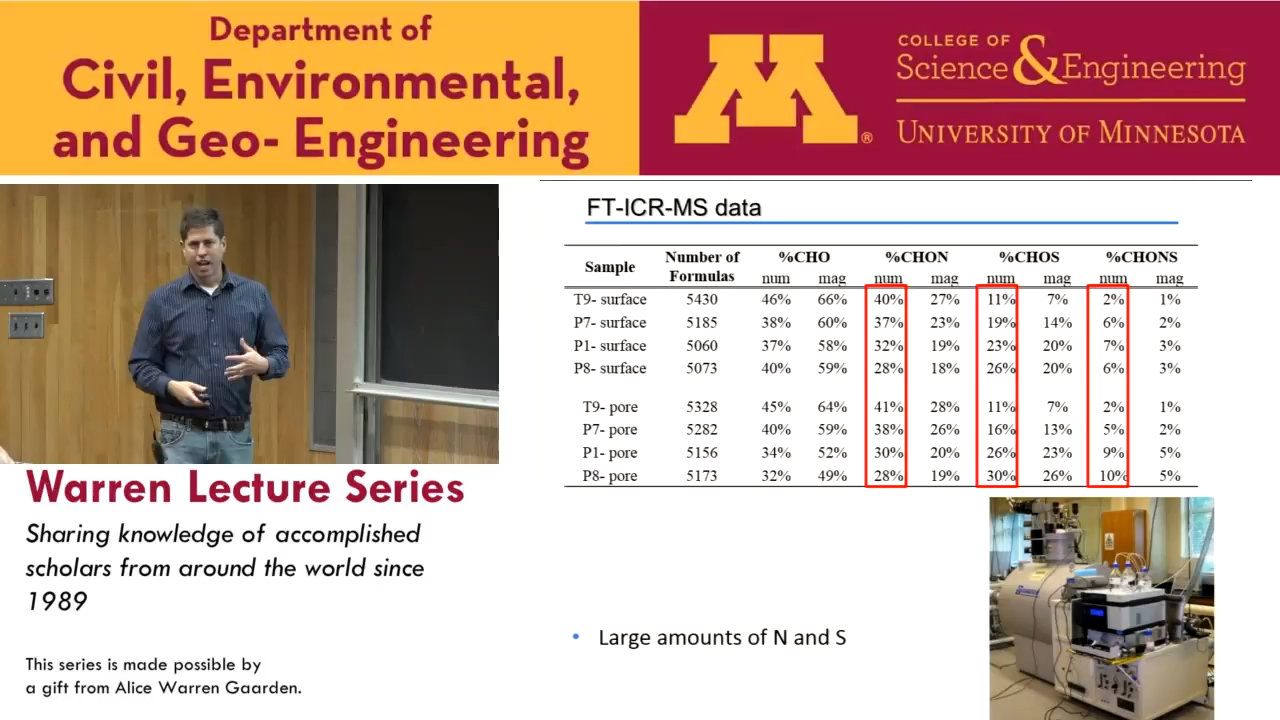 Department of
Civil, Environmental,
and Geo- Engineering
M®
COLLEGE OF
Science & Engineering
UNIVERSITY OF MINNESOTA
FT-ICR-MS data
Sample Number of Formulas %CHO %CHON %CHOS %CHONS
num mag num mag num mag num mag
T9- surface 5430 46% 66% 40% 27% 11% 7% 2% 1%
P7- surface 5185 38% 60% 37% 23% 19% 14% 6% 2%
P1- surface 5060 37% 58% 32% 19% 23% 20% 7% 3%
P8- surface 5073 40% 59% 28% 18% 26% 20% 6% 3%
T9- pore 5328 45% 64% 41% 28% 11% 7% 2% 1%
P7- pore 5282 40% 59% 38% 26% 16% 13% 5% 2%
P1- pore 5156 34% 52% 30% 20% 26% 23% 9% 5%
P8- pore 5173 32% 49% 28% 19% 30% 26% 10% 5%
• Large amounts of N and S
Warren Lecture Series
Sharing knowledge of accomplished
scholars from around the world since
1989
This series is made possible by
a gift from Alice Warren Gaarden.